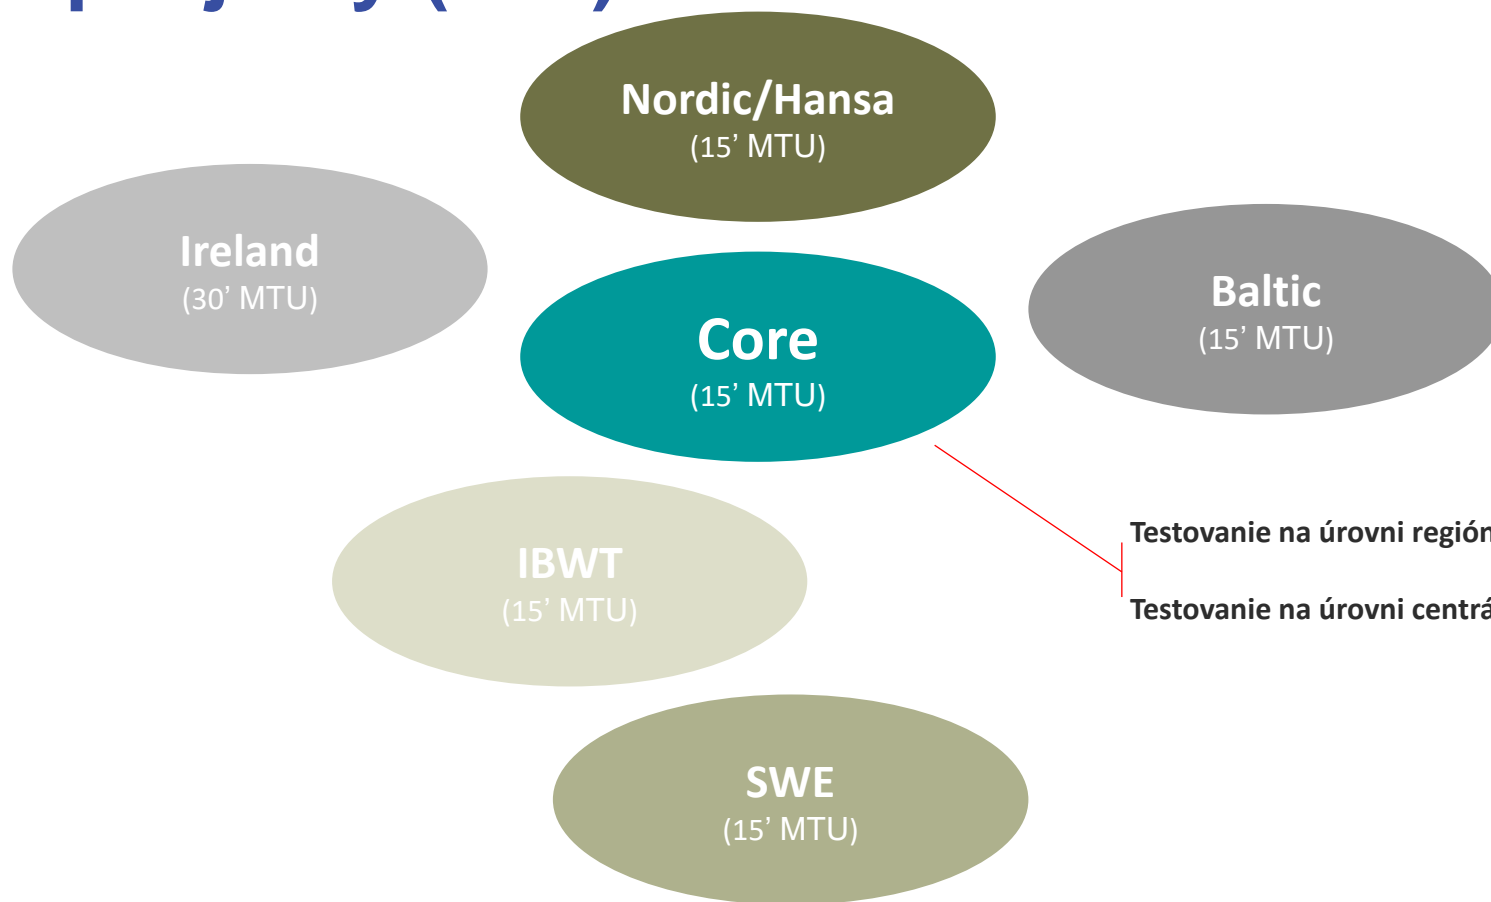 Nordic/Hansa
(15’ MTU)
Ireland
(30’ MTU)
Baltic
(15’ MTU)
Core
(15’ MTU)
Testovanie na úrovni
IBWT
(15’ MTU)
Testovanie na úrovni
SWE
(15’ MTU)